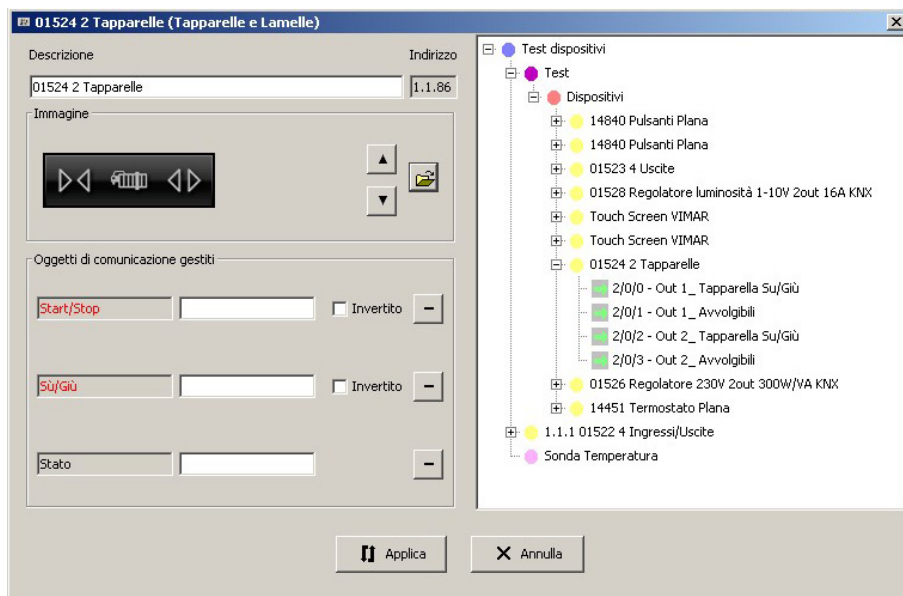 01524 2 Tapparelle (Tapparelle e Lamelle)
Descrizione
Indirizzo
01524 2 Tapparelle
1.1.86
Immagine
Oggetti di comunicazione gestiti
Start/Stop
Invertito
Sù/Giù
Invertito
Stato
Test dispositivi
Test
Dispositivi
14840 Pulsanti Plana
14840 Pulsanti Plana
01523 4 Uscite
01528 Regolatore luminosità 1-10V 2out 16A KNX
Touch Screen VIMAR
Touch Screen VIMAR
01524 2 Tapparelle
2/0/0 - Out 1_ Tapparella Su/Giù
2/0/1 - Out 1_ Avvolgibili
2/0/2 - Out 2_ Tapparella Su/Giù
2/0/3 - Out 2_ Avvolgibili
01526 Regolatore 230V 2out 300W/VA KNX
14451 Termostato Plana
1.1.1 01522 4 Ingressi/Uscite
Sonda Temperatura
Applica
Annulla